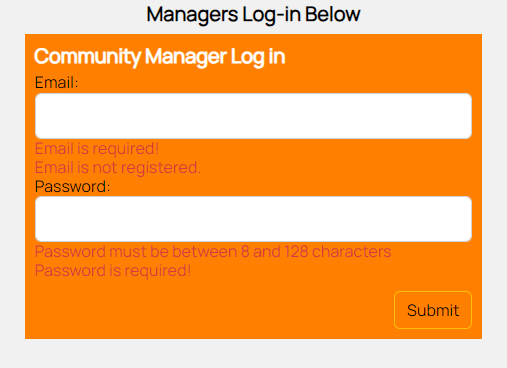 Managers Log-in Below
Community Manager Log in
Email:
Email is required!
Email is not registered.
Password:
Password must be between 8 and 128 characters
Password is required!
Submit